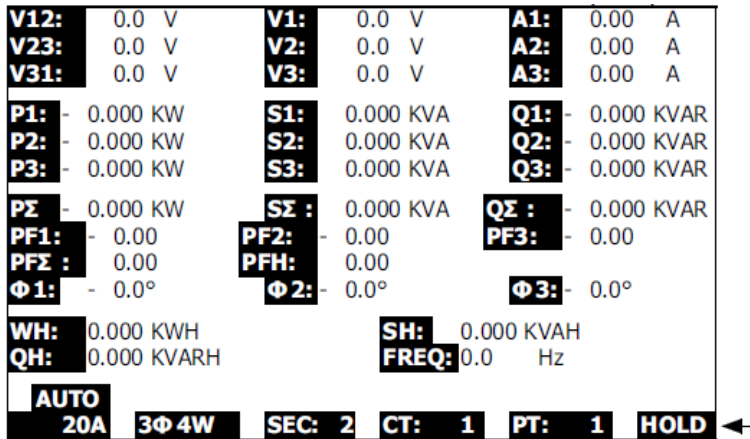 V12: 0.0 V V1: 0.0 V A1: 0.00 A
V23: 0.0 V V2: 0.0 V A2: 0.00 A
V31: 0.0 V V3: 0.0 V A3: 0.00 A
P1: - 0.000 KW S1: 0.000 KVA Q1: - 0.000 KVAR
P2: - 0.000 KW S2: 0.000 KVA Q2: - 0.000 KVAR
P3: - 0.000 KW S3: 0.000 KVA Q3: - 0.000 KVAR
PΣ - 0.000 KW SΣ : 0.000 KVA QΣ : - 0.000 KVAR
PF1: - 0.00 PF2: - 0.00 PF3: - 0.00
PFΣ : 0.00 PFH: 0.00
Φ1: - 0.0° Φ2: - 0.0° Φ3: - 0.0°
WH: 0.000 KWH SH: 0.000 KVAH
QH: 0.000 KVARH FREQ: 0.0 Hz
AUTO
20A 3Φ4W SEC: 2 CT: 1 PT: 1 HOLD